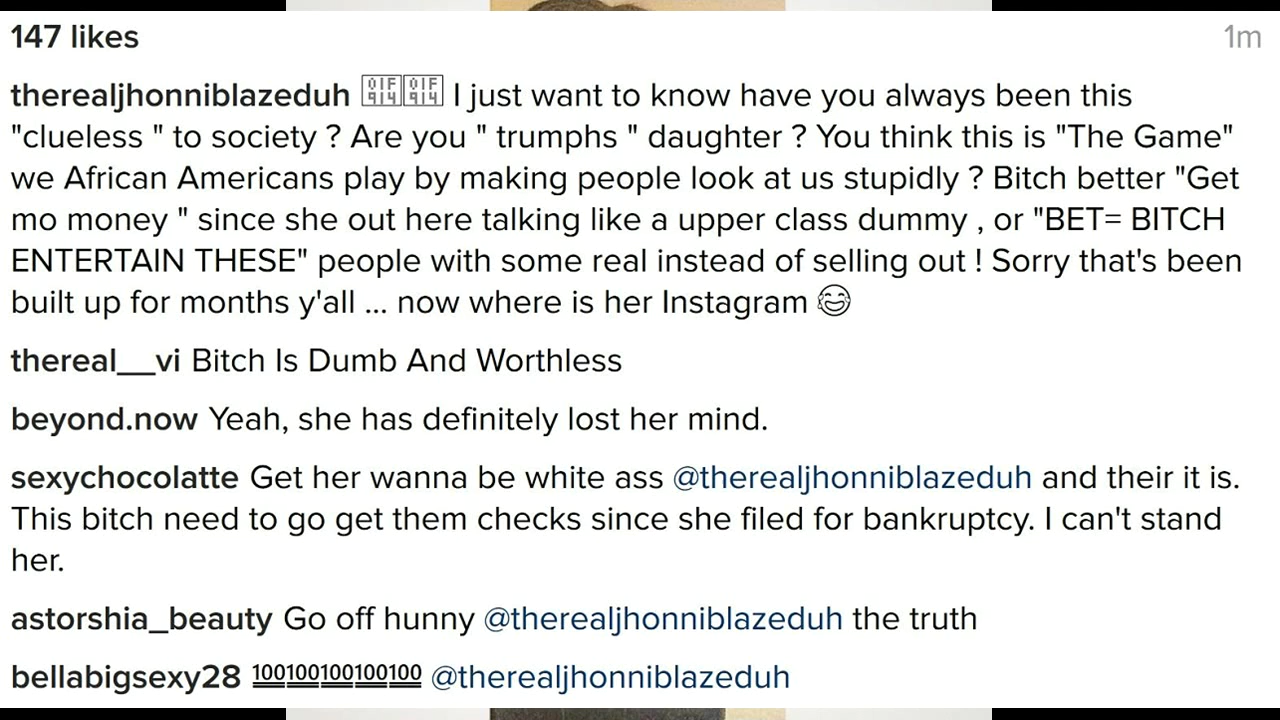 147 likes
1m
therealjhonniblazeduh 01F914 01F914 I just want to know have you always been this
"clueless " to society ? Are you " trumphs " daughter ? You think this is "The Game"
we African Americans play by making people look at us stupidly ? Bitch better "Get
mo money " since she out here talking like a upper class dummy , or "BET= BITCH
ENTERTAIN THESE" people with some real instead of selling out ! Sorry that's been
built up for months y'all ... now where is her Instagram 😂
thereal__vi Bitch Is Dumb And Worthless
beyond.now Yeah, she has definitely lost her mind.
sexychocolatte Get her wanna be white ass @therealjhonniblazeduh and their it is.
This bitch need to go get them checks since she filed for bankruptcy. I can't stand
her.
astorshia_beauty Go off hunny @therealjhonniblazeduh the truth
bellabigsexy28 💯💯💯💯💯 @therealjhonniblazeduh